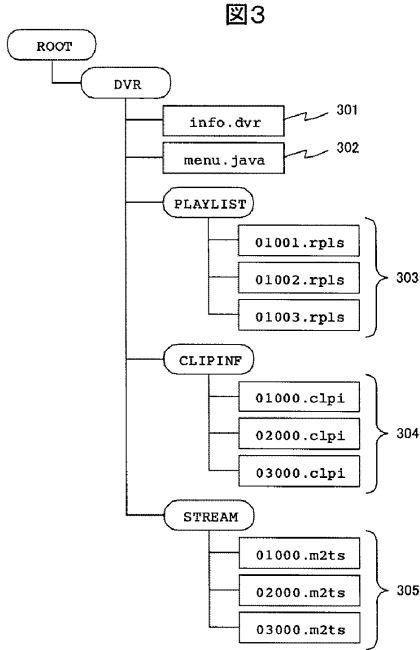 図3
ROOT
DVR
info.dvr
301
menu.java
302
PLAYLIST
01001.rpls
01002.rpls
01003.rpls
303
CLIPINF
01000.clpi
02000.clpi
03000.clpi
304
STREAM
01000.m2ts
02000.m2ts
03000.m2ts
305